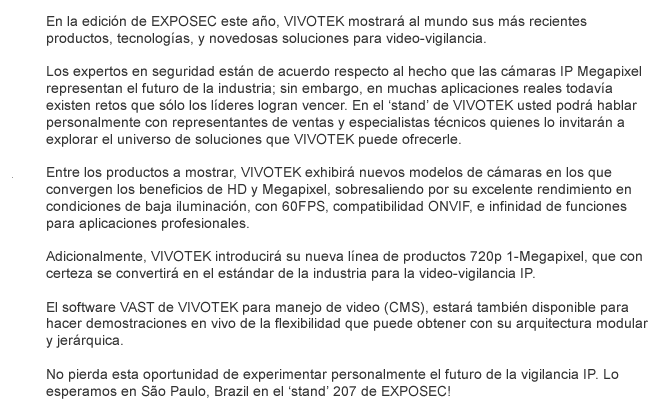 En la edición de EXPOSEC este año, VIVOTEK mostrará al mundo sus más recientes
productos, tecnologías, y novedosas soluciones para video-vigilancia.
Los expertos en seguridad están de acuerdo respecto al hecho que las cámaras IP Megapixel
representan el futuro de la industria; sin embargo, en muchas aplicaciones reales todavía
existen retos que sólo los líderes logran vencer. En el ‘stand’ de VIVOTEK usted podrá hablar
personalmente con representantes de ventas y especialistas técnicos quienes lo invitarán a
explorar el universo de soluciones que VIVOTEK puede ofrecerle.
Entre los productos a mostrar, VIVOTEK exhibirá nuevos modelos de cámaras en los que
convergen los beneficios de HD y Megapixel, sobresaliendo por su excelente rendimiento en
condiciones de baja iluminación, con 60FPS, compatibilidad ONVIF, e infinidad de funciones
para aplicaciones profesionales.
Adicionalmente, VIVOTEK introducirá su nueva línea de productos 720p 1-Megapixel, que con
certeza se convertirá en el estándar de la industria para la video-vigilancia IP.
El software VAST de VIVOTEK para manejo de video (CMS), estará también disponible para
hacer demostraciones en vivo de la flexibilidad que puede obtener con su arquitectura modular
y jerárquica.
No pierda esta oportunidad de experimentar personalmente el futuro de la vigilancia IP. Lo
esperamos en São Paulo, Brazil en el ‘stand’ 207 de EXPOSEC!